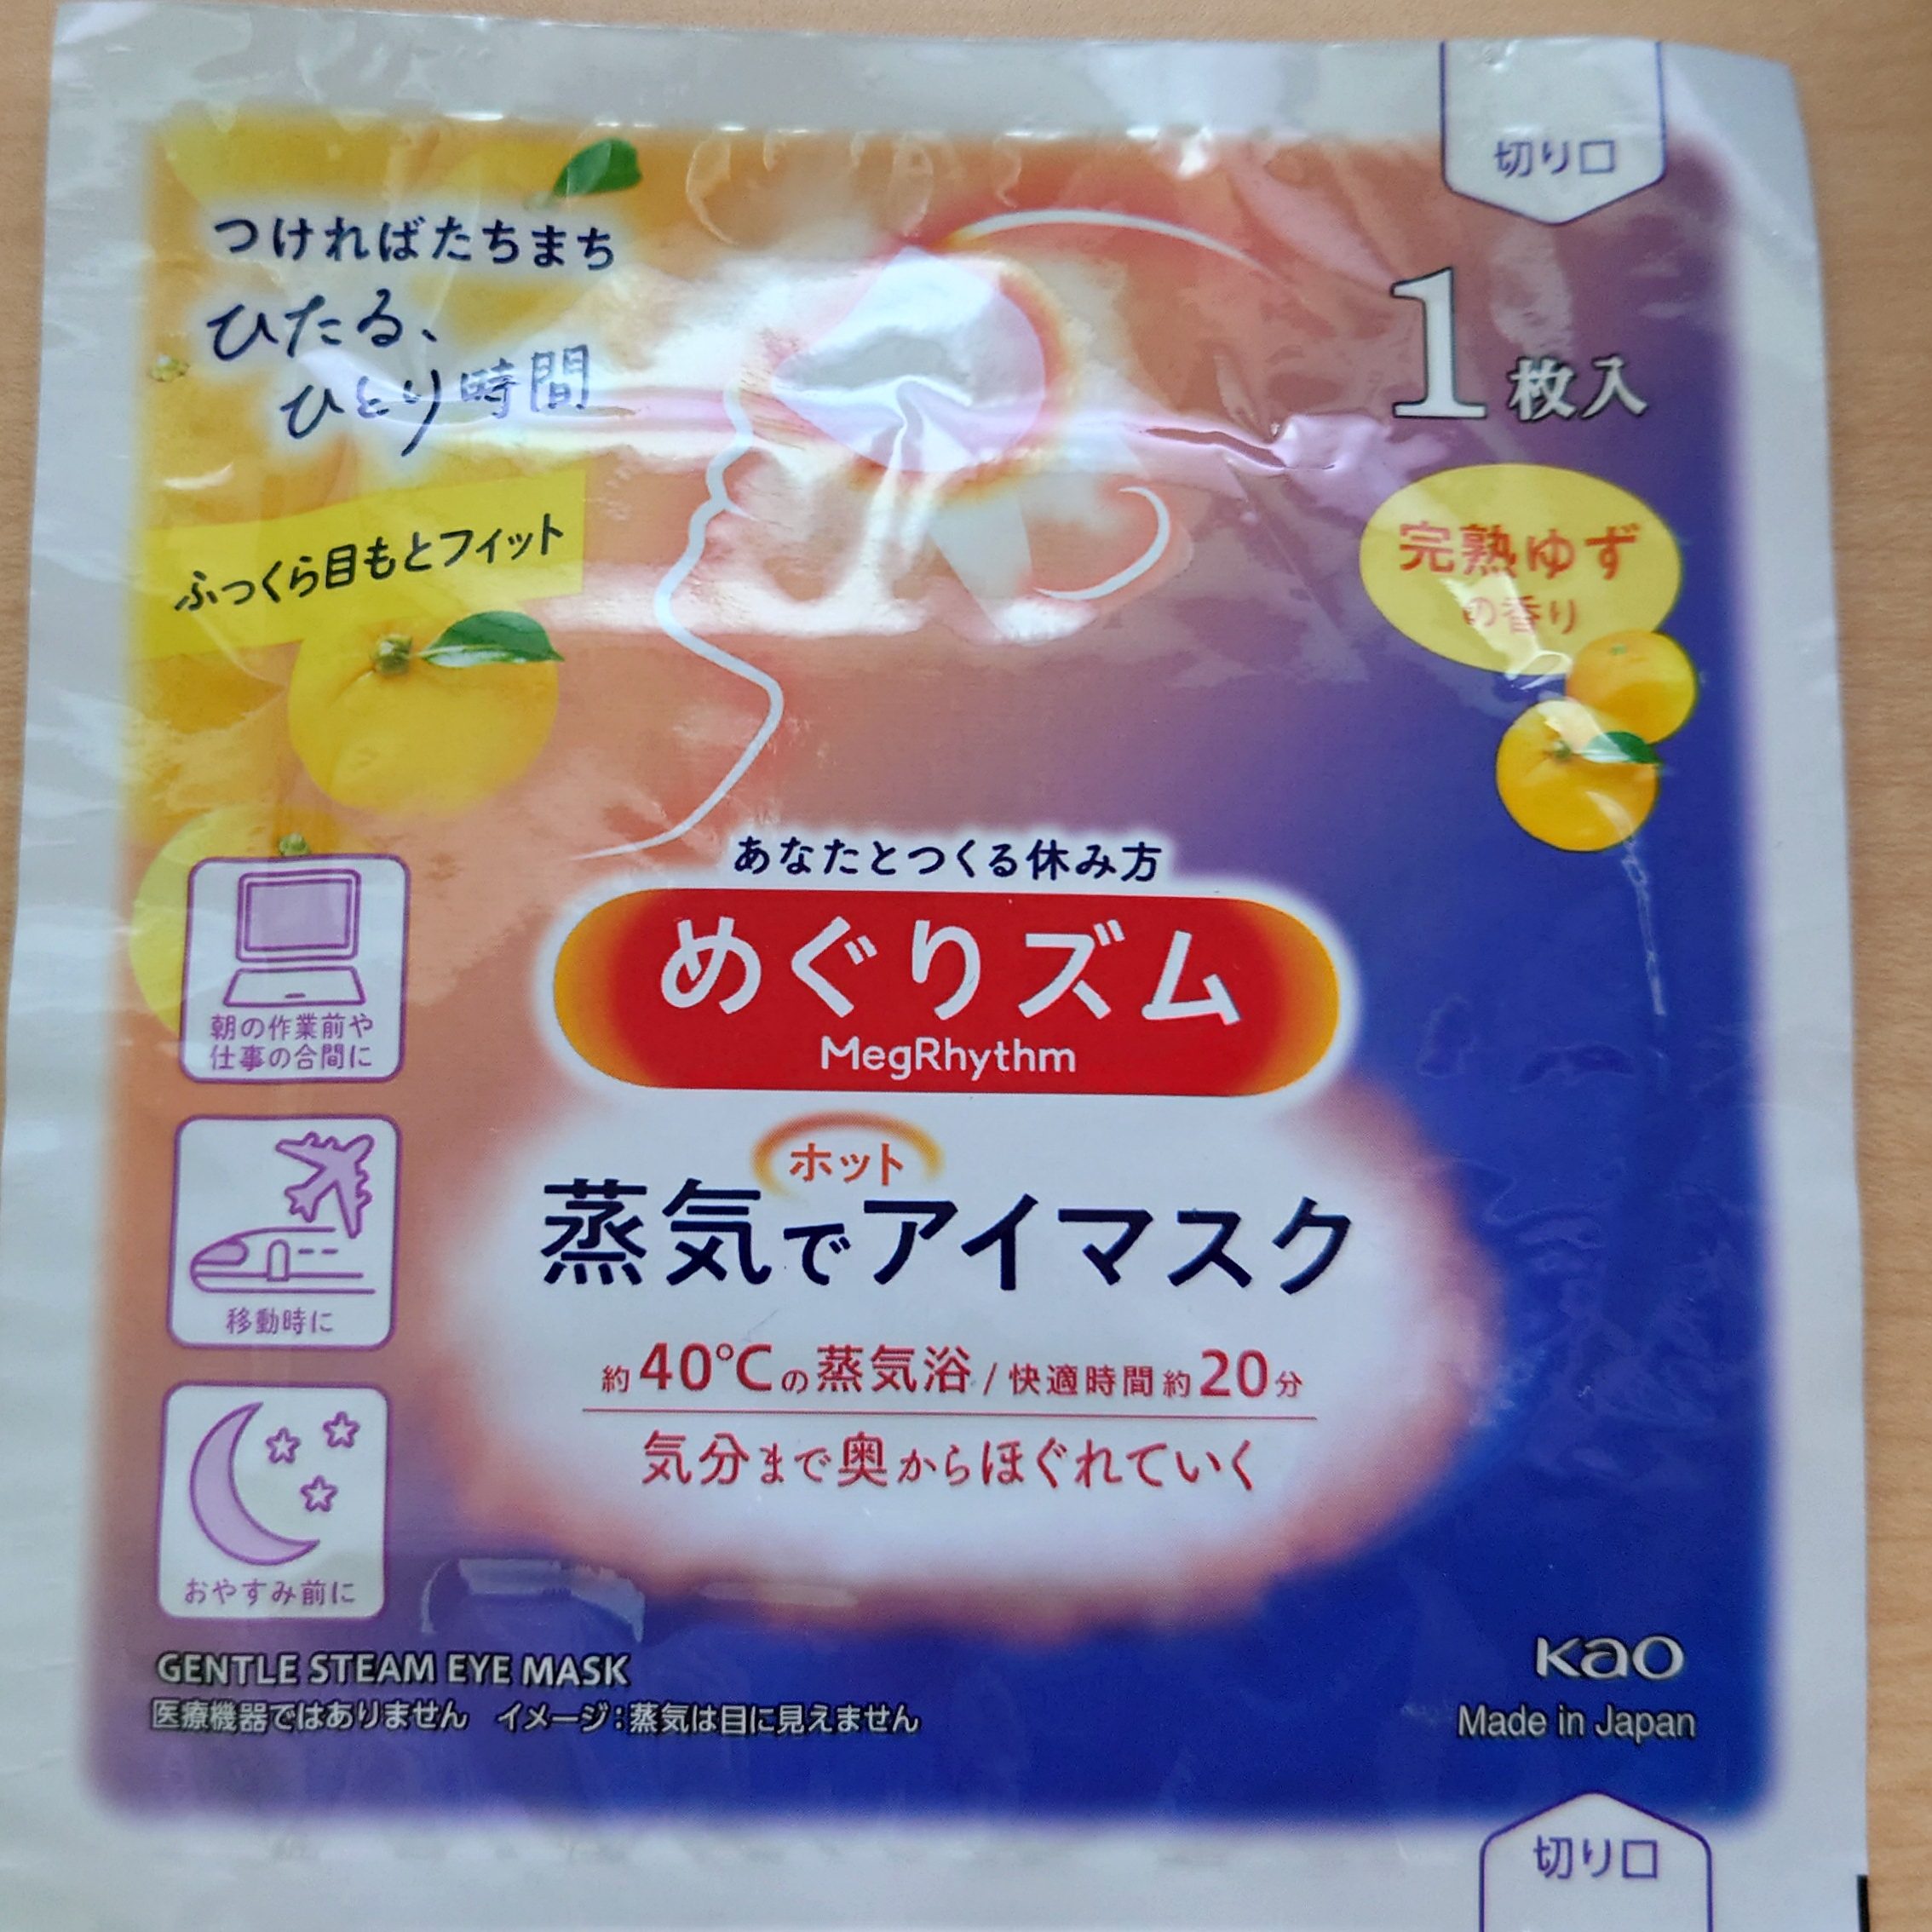 切り口
つければたちまち
ひたる、
ひとり時間
1枚入
ふっくら目もとフィット
完熟ゆず
の香り
あなたとつくる休み方
めぐりズム
MegRhythm
朝の作業前や
仕事の合間に
ホット
蒸気でアイマスク
移動時に
約40℃の蒸気浴/快適時間約20分
気分まで奥からほぐれていく
おやすみ前に
GENTLE STEAM EYE MASK
医療機器ではありません イメージ:蒸気は目に見えません
Kao
Made in Japan
切り口